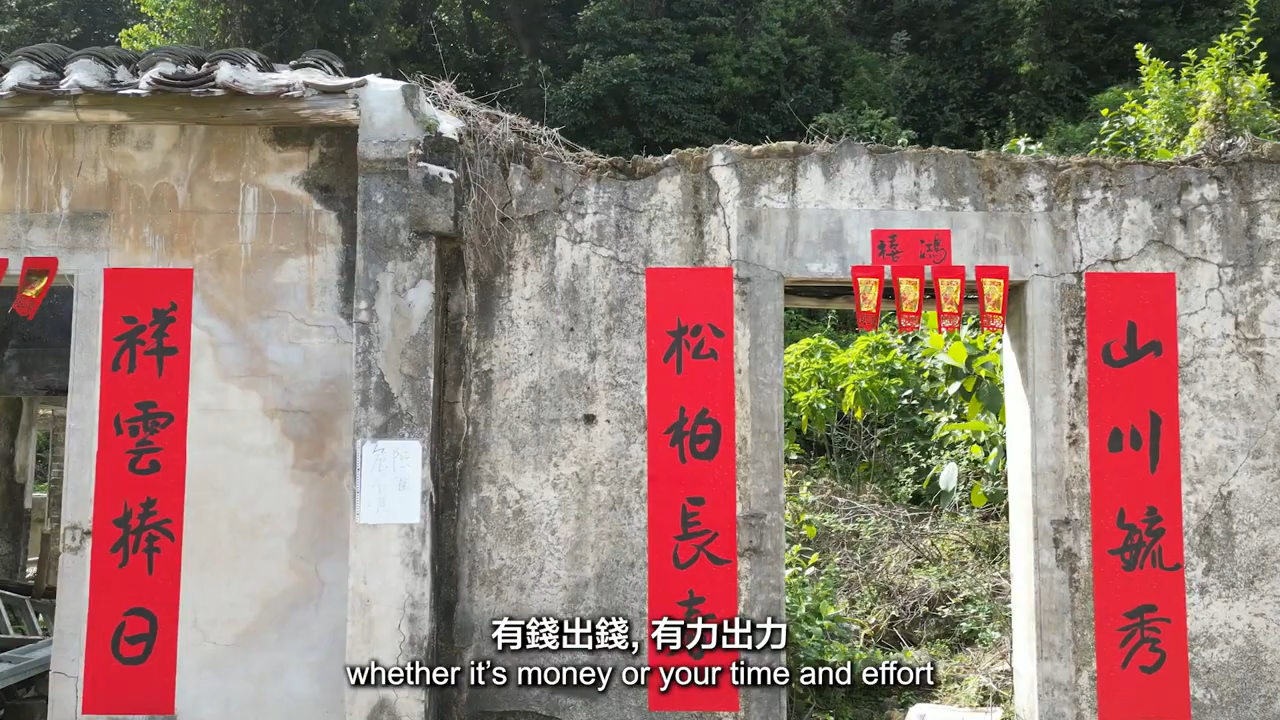 鴻禧
山川毓秀
松柏長
祥雲捧日
有錢出錢, 有力出力
whether it's money or your time and effort